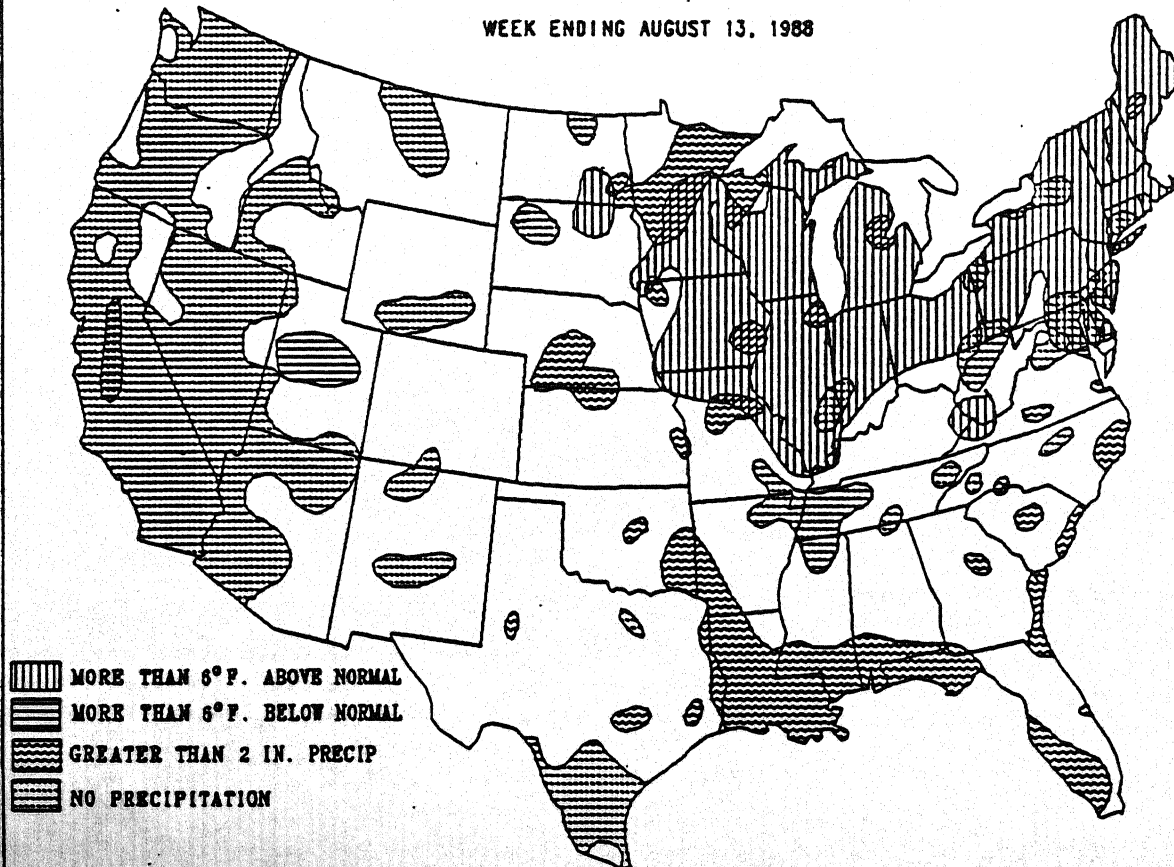 WEEK ENDING AUGUST 13, 1988
MORE THAN 6° F. ABOVE NORMAL
MORE THAN 6° F. BELOW NORMAL
GREATER THAN 2 IN. PRECIP
NO PRECIPITATION